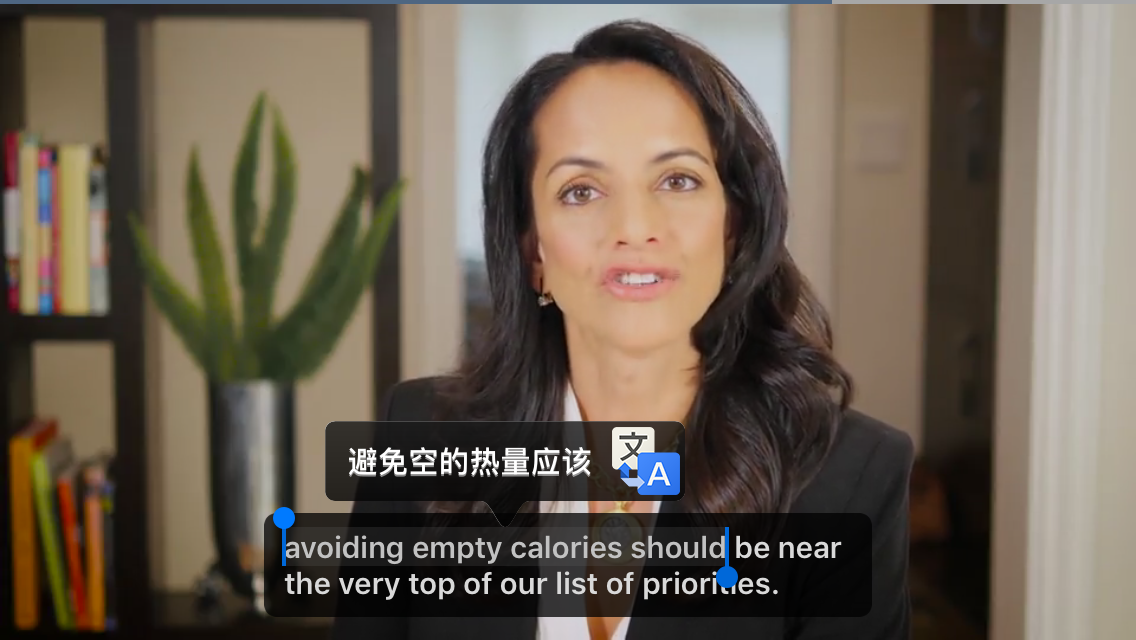 避免空的热量应该
文
A
avoiding empty calories should be near
the very top of our list of priorities.